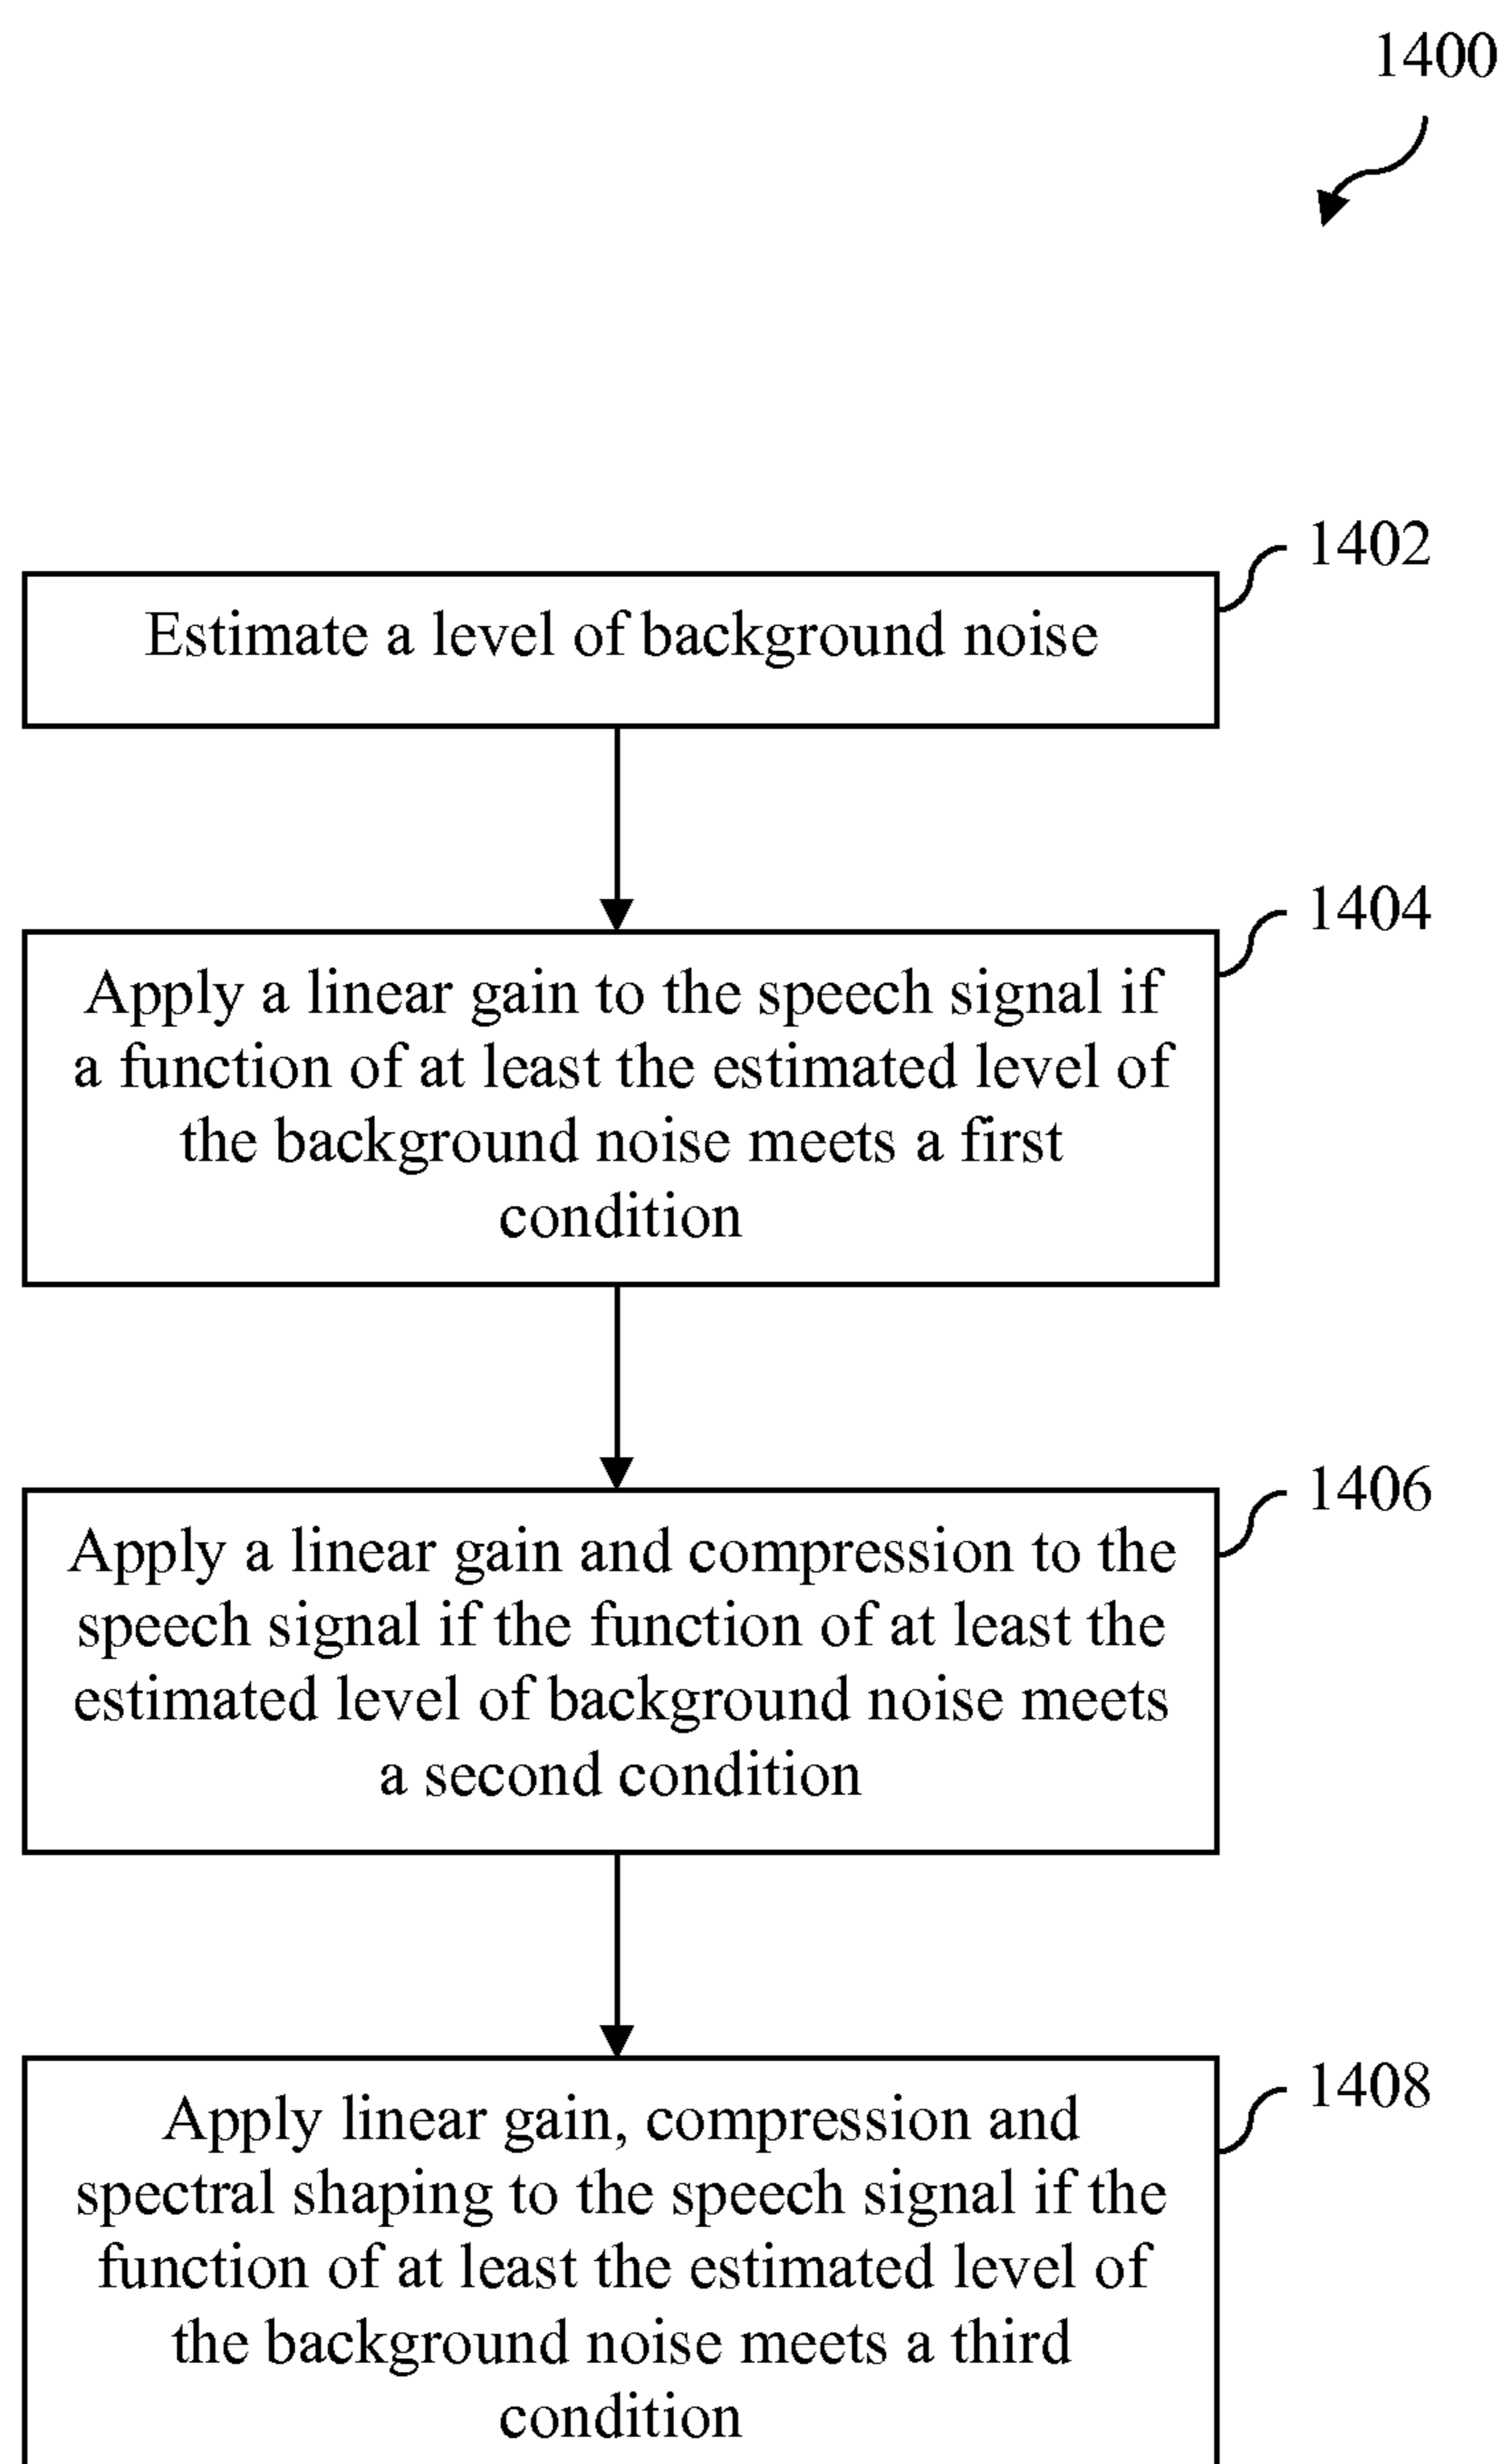 1400
1402
Estimate a level of background noise
1404
Apply a linear gain to the speech signal if
a function of at least the estimated level of
the background noise meets a first
condition
1406
Apply a linear gain and compression to the
speech signal if the function of at least the
estimated level of background noise meets
a second condition
1408
Apply linear gain, compression and
spectral shaping to the speech signal if the
function of at least the estimated level of
the background noise meets a third
condition